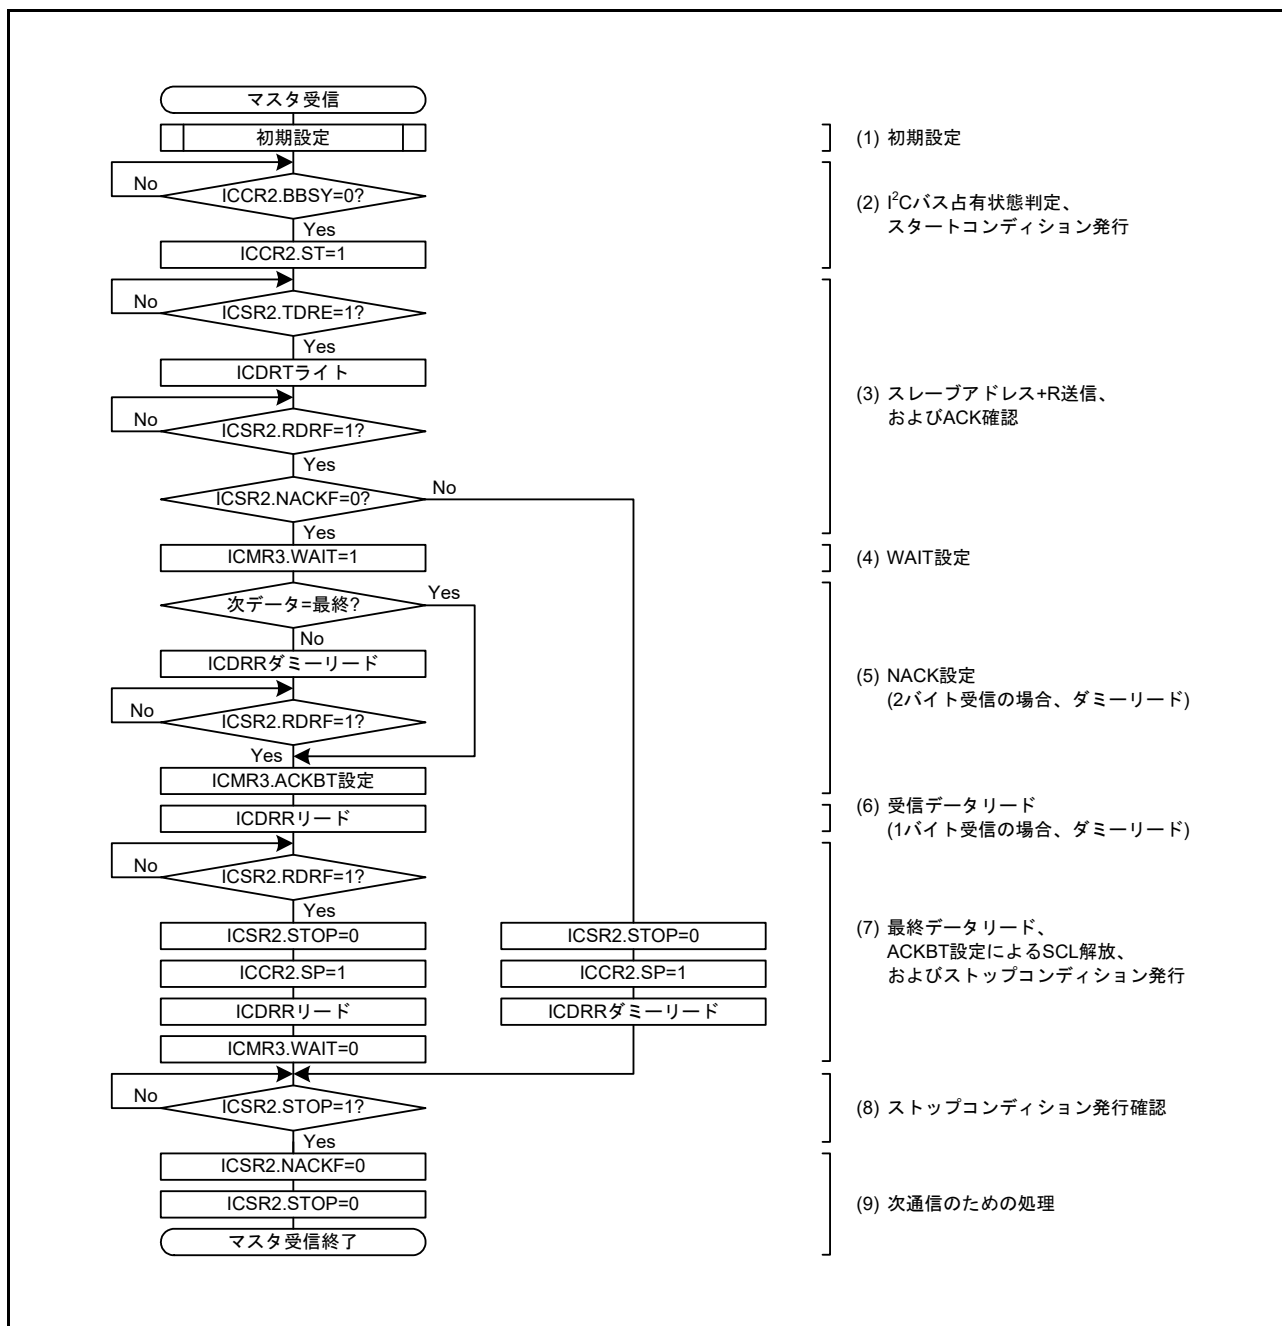 マスタ受信
初期設定
No
ICCR2.BBSY=0?
Yes
ICCR2.ST=1
No
ICSR2.TDRE=1?
Yes
ICDRTライト
No
ICSR2.RDRF=1?
Yes
ICSR2.NACKF=0?
No
Yes
ICMR3.WAIT=1
次データ=最終?
Yes
No
ICDRRダミーリード
No
ICSR2.RDRF=1?
Yes
ICMR3.ACKBT設定
ICDRRリード
No
ICSR2.RDRF=1?
Yes
ICSR2.STOP=0
ICCR2.SP=1
ICDRRリード
ICMR3.WAIT=0
ICSR2.STOP=0
ICCR2.SP=1
ICDRRダミーリード
No
ICSR2.STOP=1?
Yes
ICSR2.NACKF=0
ICSR2.STOP=0
マスタ受信終了
(1) 初期設定
(2) I²Cバス占有状態判定、
スタートコンディション発行
(3) スレーブアドレス+R送信、
およびACK確認
(4) WAIT設定
(5) NACK設定
(2バイト受信の場合、ダミーリード)
(6) 受信データリード
(1バイト受信の場合、ダミーリード)
(7) 最終データリード、
ACKBT設定によるSCL解放、
およびストップコンディション発行
(8) ストップコンディション発行確認
(9) 次通信のための処理